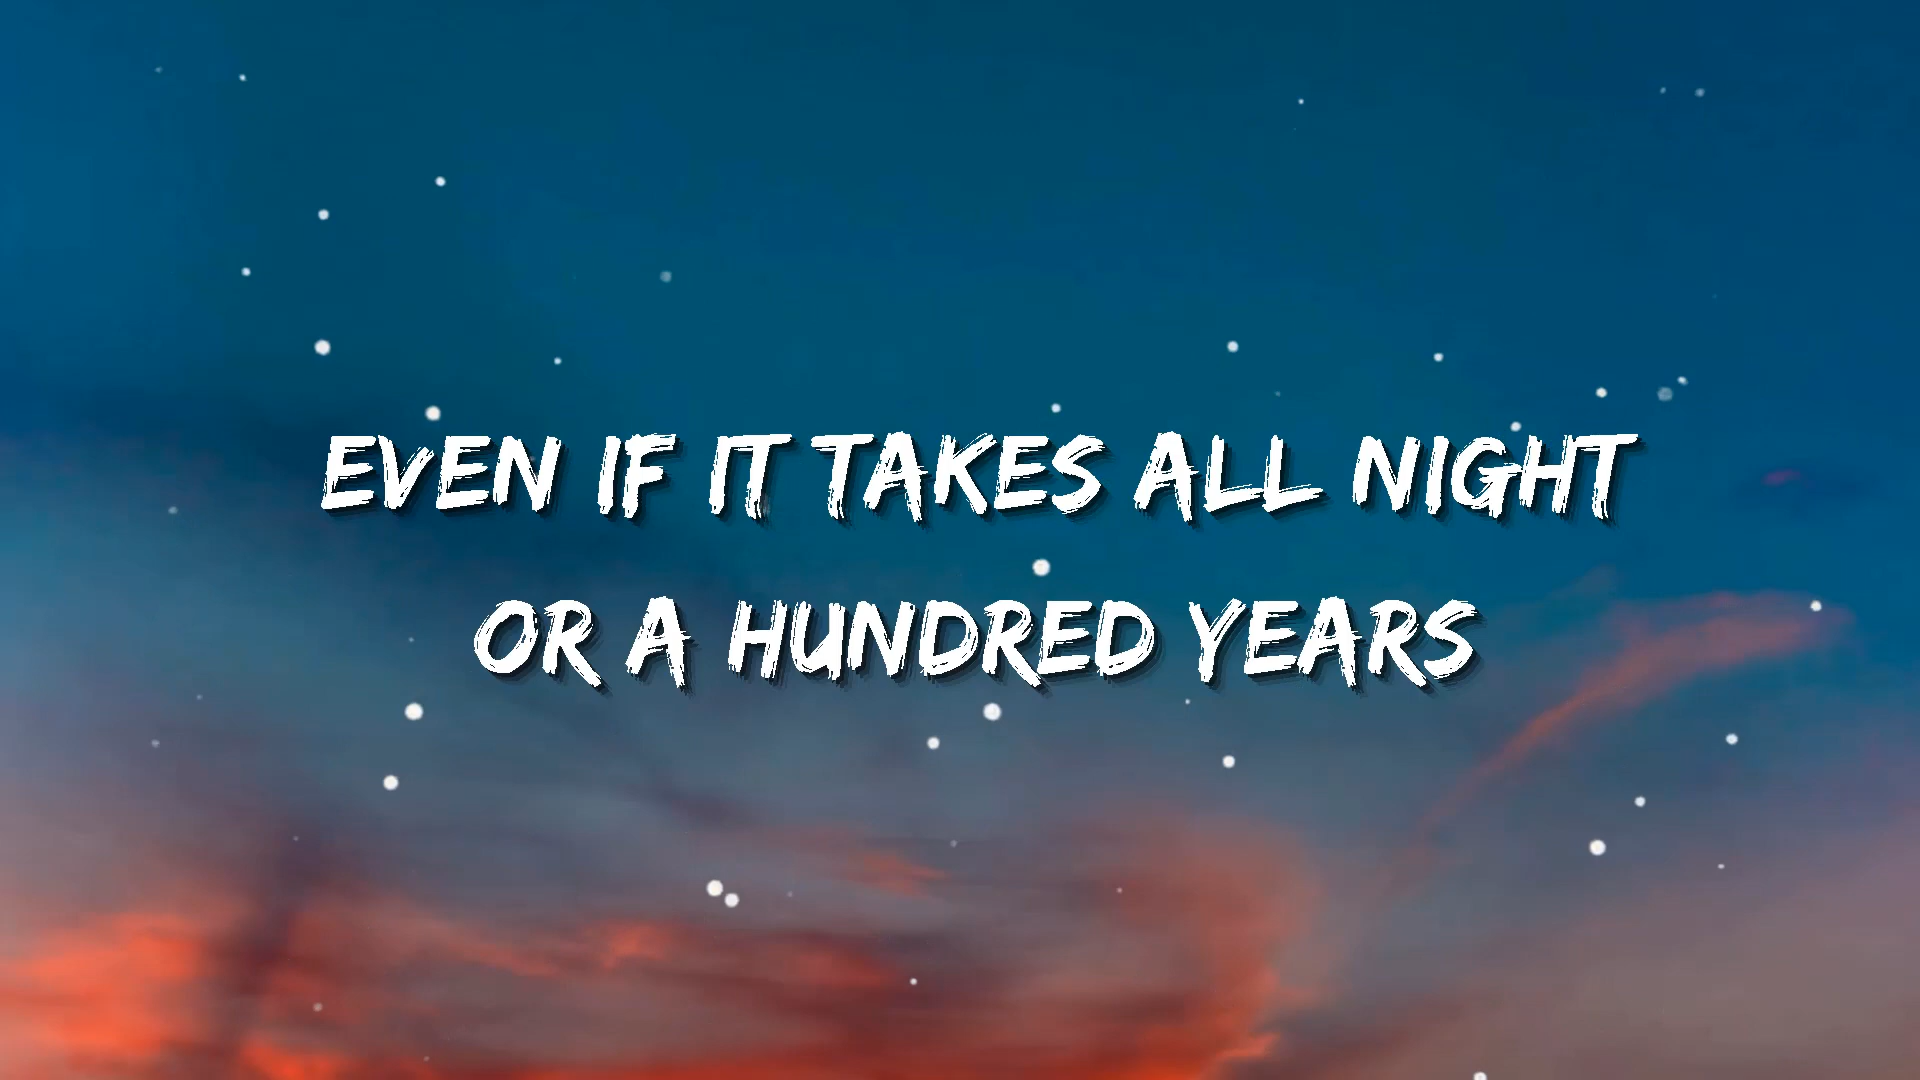 EVEN IF IT TAKES ALL NIGHT
OR A HUNDRED YEARS